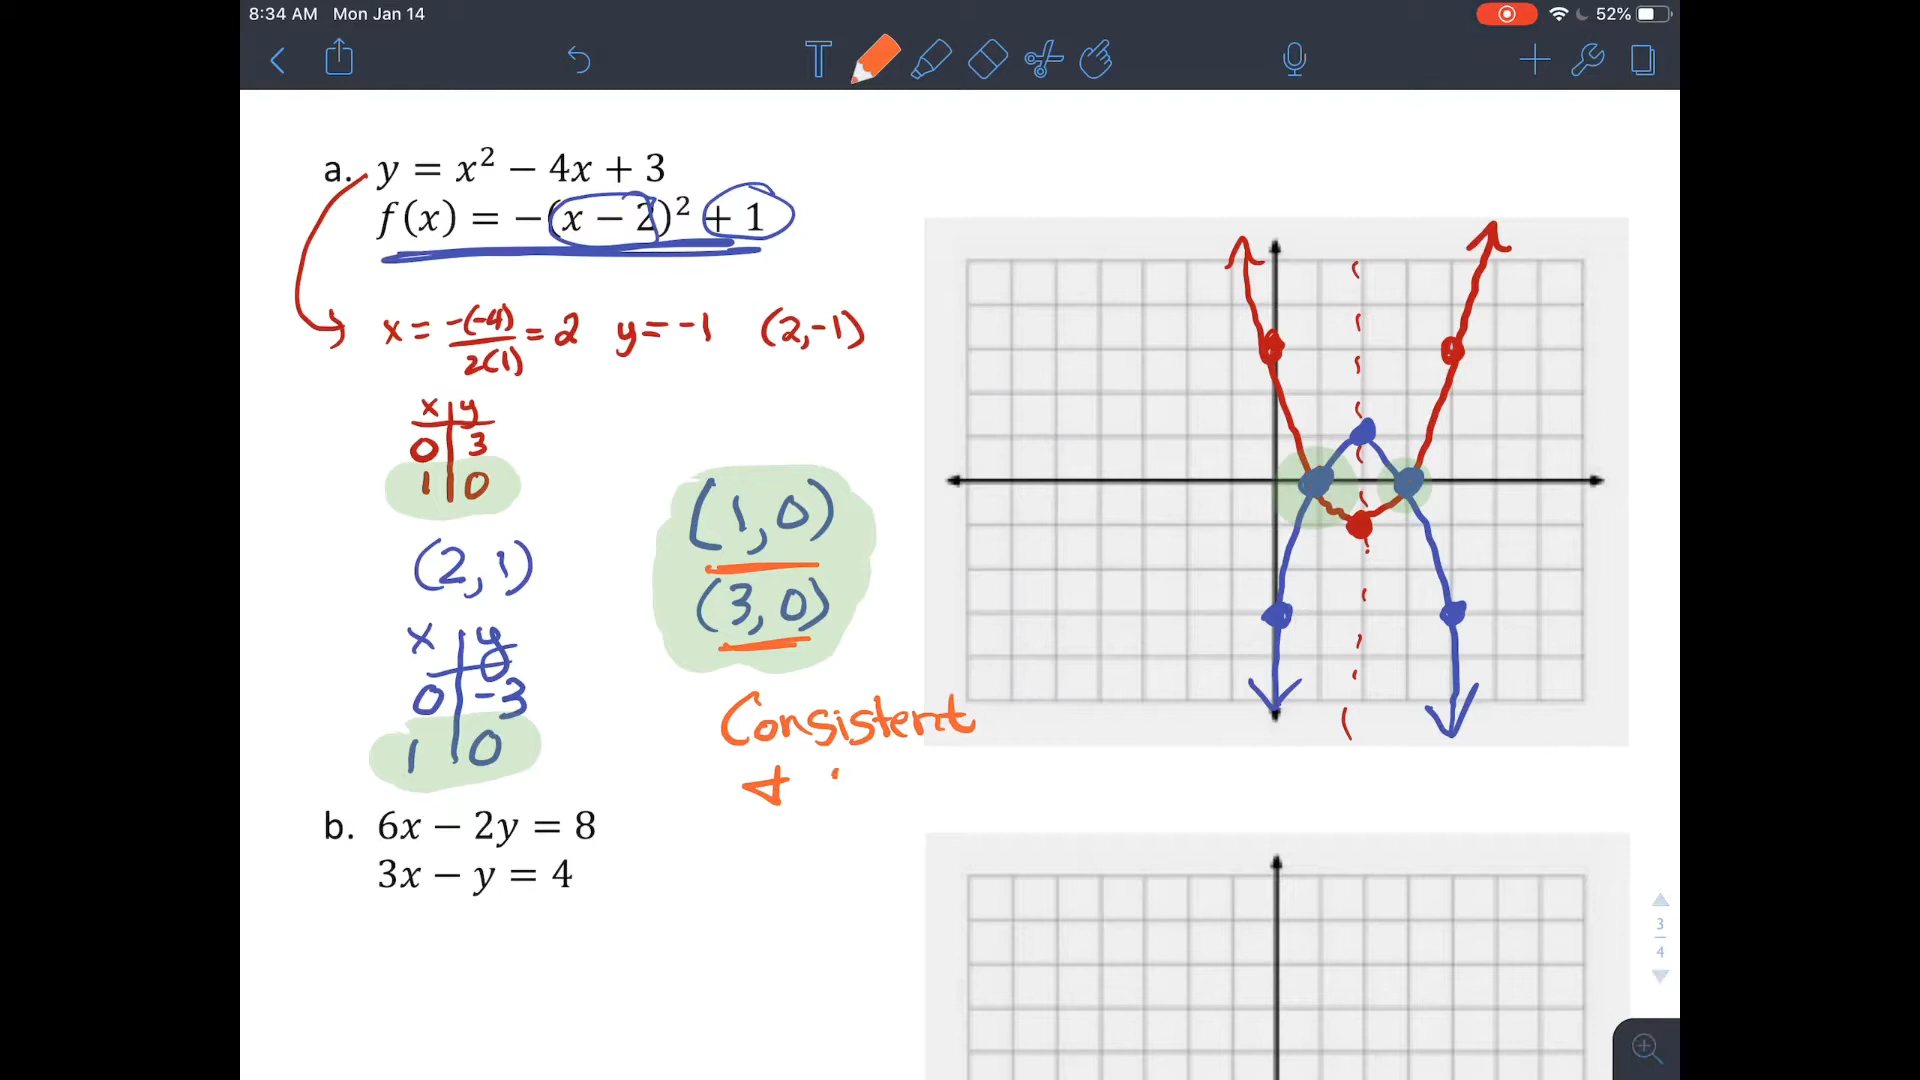 8:34 AM Mon Jan 14
52%
a. y = x² − 4x + 3
f(x) = −(x − 2)² + 1
x = -(-4)/2(1) = 2 y = -1 (2,-1)
x y
0 3
1 0
(1,0)
(2,1)
(3,0)
x y
0 -3
1 0
Consistent
&
b. 6x − 2y = 8
3x − y = 4
3
4